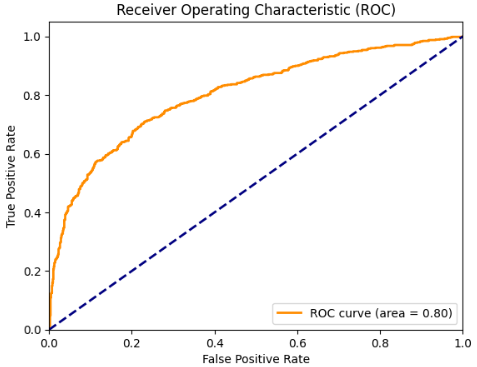 Receiver Operating Characteristic (ROC)
True Positive Rate
1.0
0.8
0.6
0.4
0.2
0.0
ROC curve (area = 0.80)
0.0 0.2 0.4 0.6 0.8 1.0
False Positive Rate